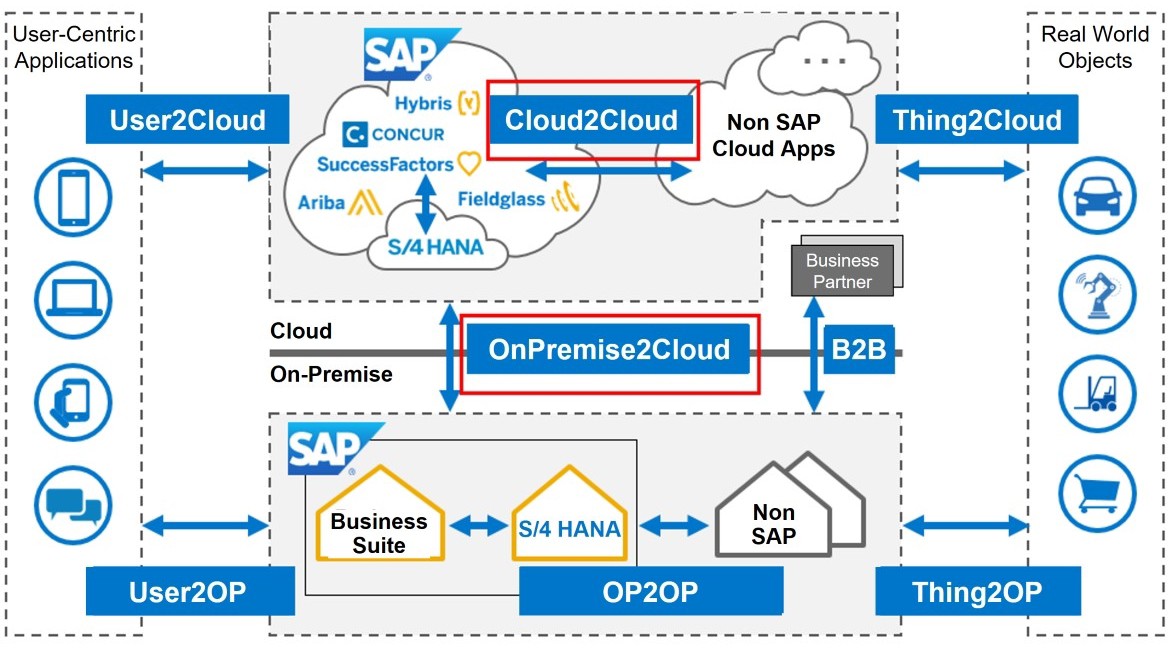 User-Centric
Applications
User2Cloud
SAP
®
Hybris
C.
CONCUR
SuccessFactors
Ariba
Fieldglass
S/4 HANA
Cloud2Cloud
...
Non SAP
Cloud Apps
Thing2Cloud
Real World
Objects
Business
Partner
Cloud
OnPremise2Cloud
B2B
On-Premise
SAP
®
Business
Suite
S/4 HANA
Non
SAP
User2OP
OP2OP
Thing2OP